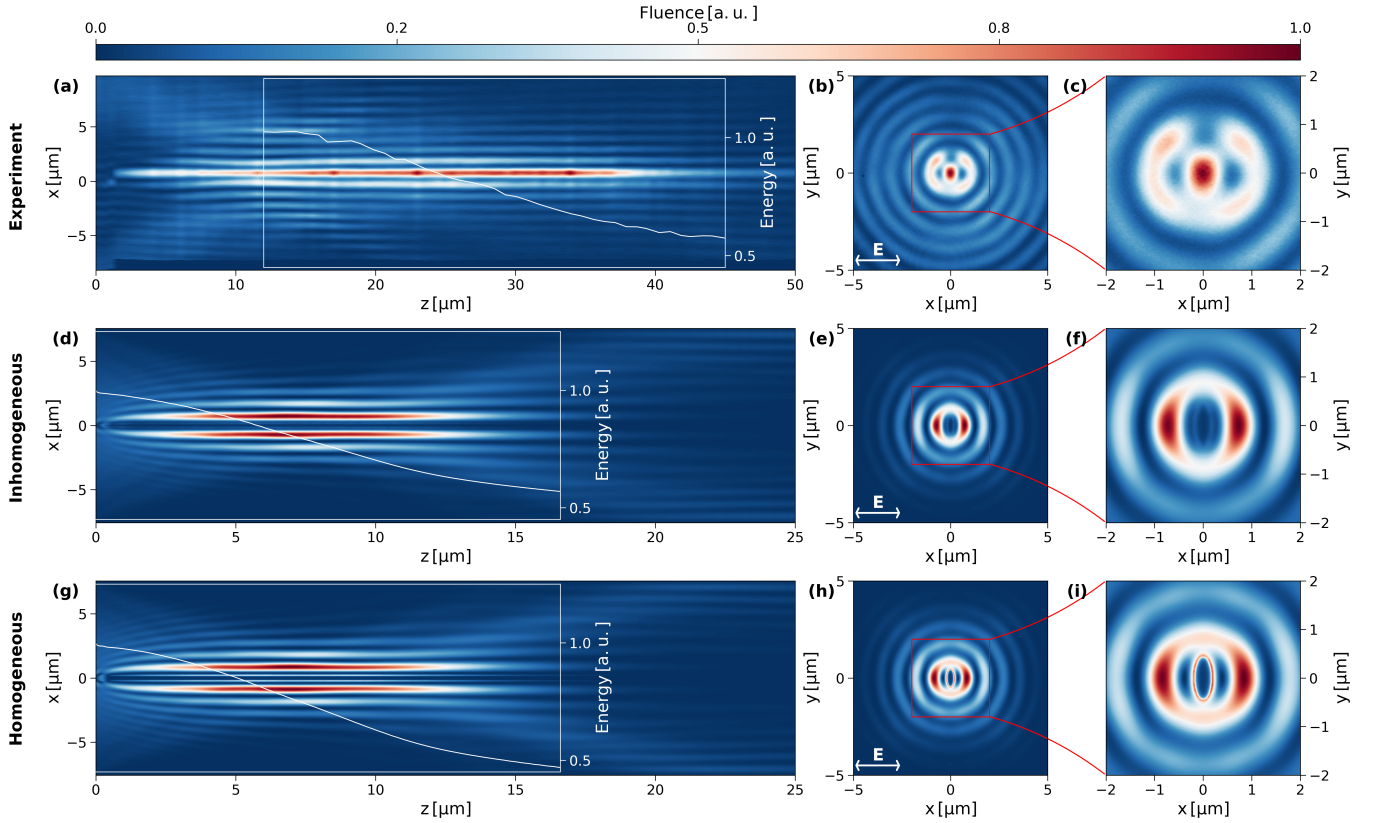 Fluence [a. u. ]
0.0 0.2 0.5 0.8 1.0
Experiment
(a)
x [μm]
5
0
−5
Energy [a. u. ]
1.0
0.5
0 10 20 30 40 50
z [μm]
(b)
y [μm]
5
0
−5
E
−5 0 5
x [μm]
(c)
2
1
0
−1
−2
y [μm]
−2 −1 0 1 2
x [μm]
Inhomogeneous
(d)
x [μm]
5
0
−5
Energy [a. u. ]
1.0
0.5
0 5 10 15 20 25
z [μm]
(e)
y [μm]
5
0
−5
E
−5 0 5
x [μm]
(f)
2
1
0
−1
−2
y [μm]
−2 −1 0 1 2
x [μm]
Homogeneous
(g)
x [μm]
5
0
−5
Energy [a. u. ]
1.0
0.5
0 5 10 15 20 25
z [μm]
(h)
y [μm]
5
0
−5
E
−5 0 5
x [μm]
(i)
2
1
0
−1
−2
y [μm]
−2 −1 0 1 2
x [μm]